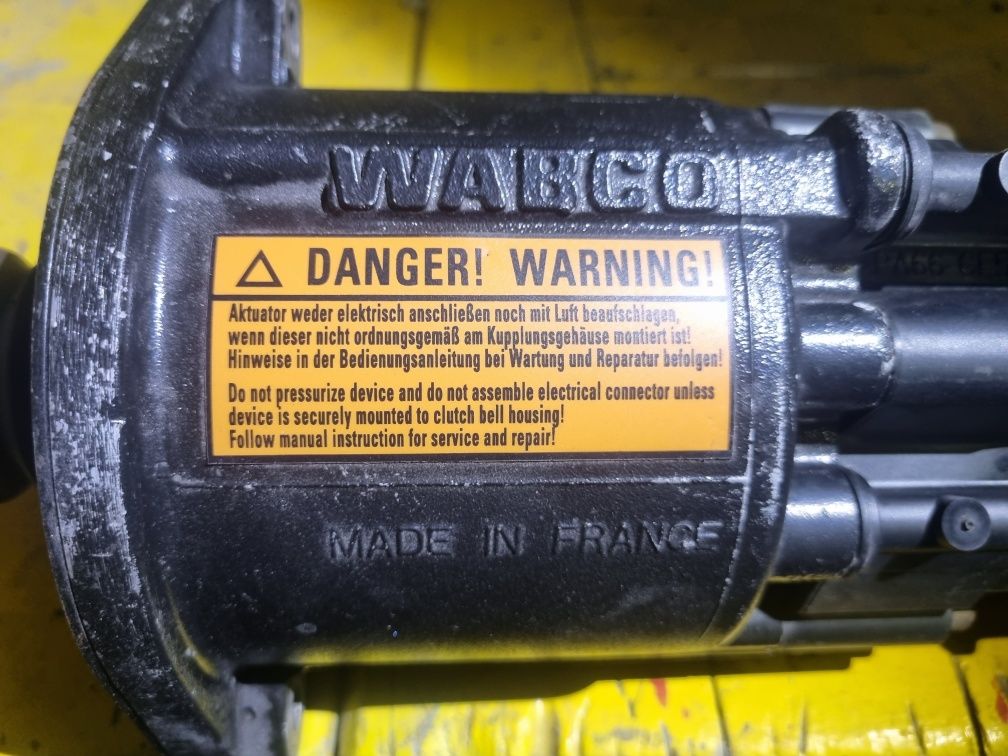 WABCO
DANGER! WARNING!
Aktuator weder elektrisch anschließen noch mit Luft beaufschlagen,
wenn dieser nicht ordnungsgemäß am Kupplungsgehäuse montiert ist!
Hinweise in der Bedienungsanleitung bei Wartung und Reparatur befolgen!
Do not pressurize device and do not assemble electrical connector unless
device is securely mounted to clutch bell housing!
Follow manual instruction for service and repair!
MADE IN FRANCE